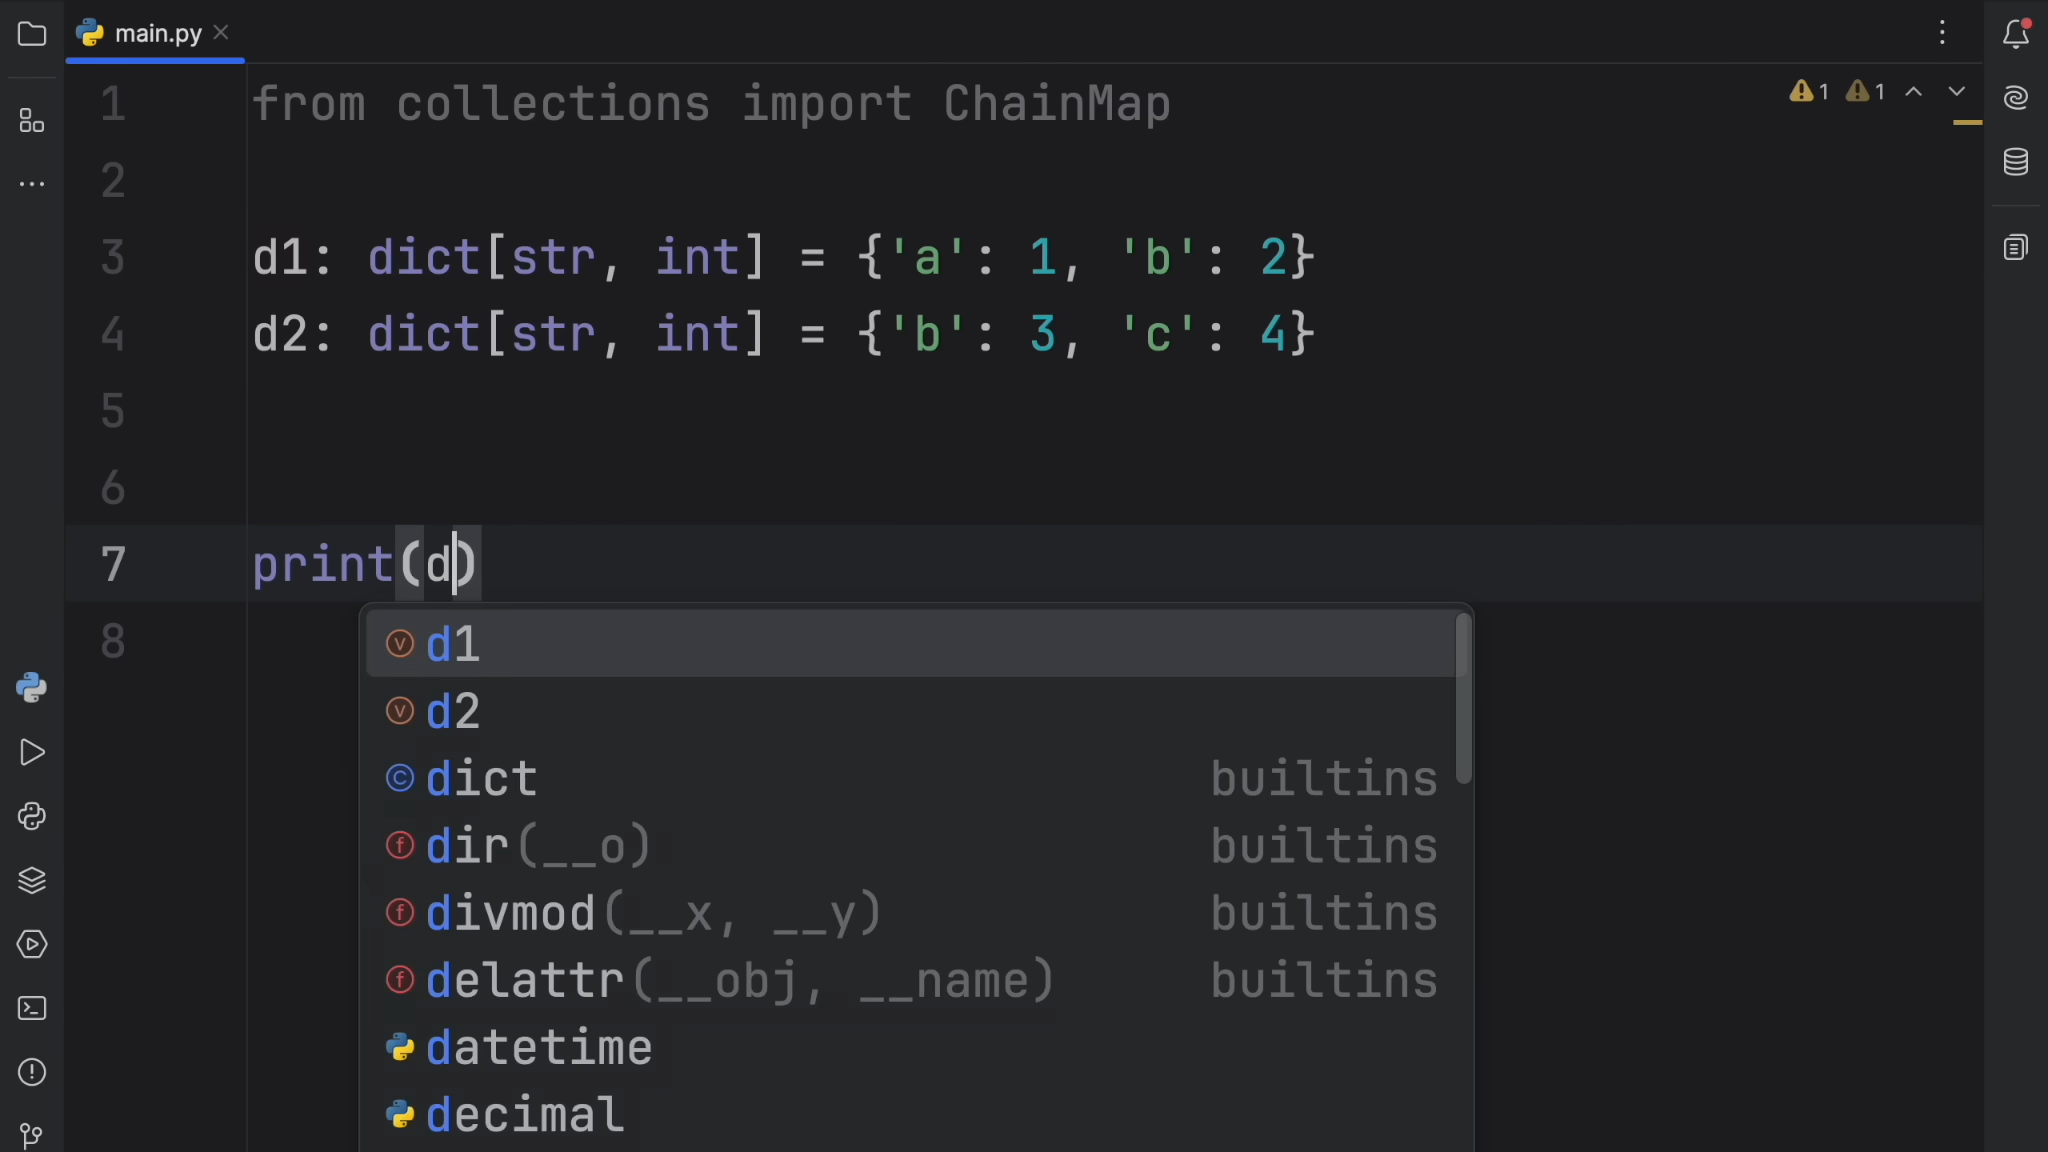 main.py
1 from collections import ChainMap
2
3 d1: dict[str, int] = {'a': 1, 'b': 2}
4 d2: dict[str, int] = {'b': 3, 'c': 4}
5
6
7 print(d)
8
d1
d2
dict builtins
dir(__o) builtins
divmod(__x, __y) builtins
delattr(__obj, __name) builtins
datetime
decimal
1 1